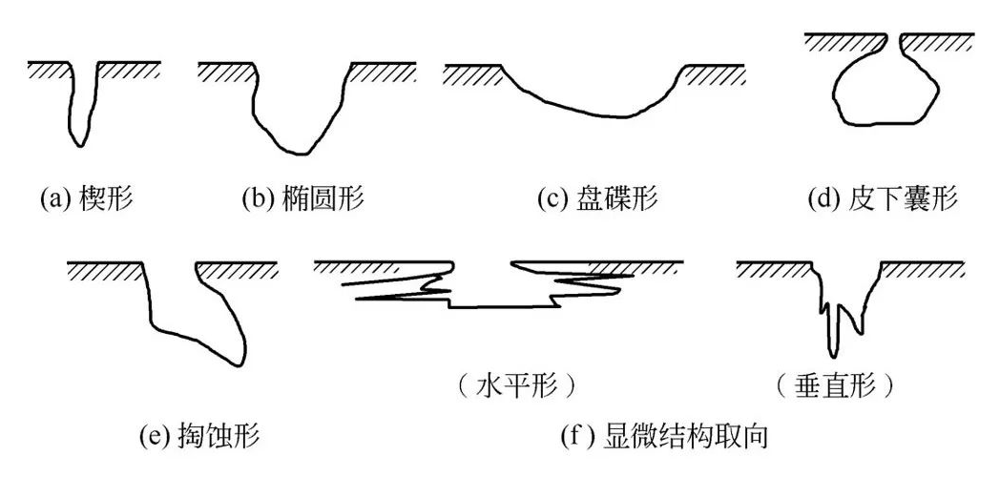 (a) 楔形
(b) 椭圆形
(c) 盘碟形
(d) 皮下囊形
（水平形）
（垂直形）
(e) 掏蚀形
(f) 显微结构取向